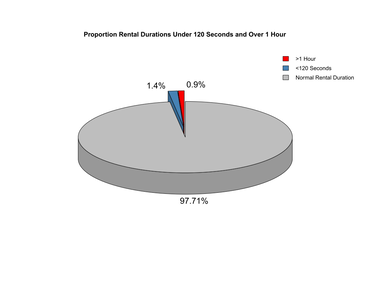 Proportion Rental Durations Under 120 Seconds and Over 1 Hour
>1 Hour
<120 Seconds
Normal Rental Duration
1.4%
0.9%
97.71%